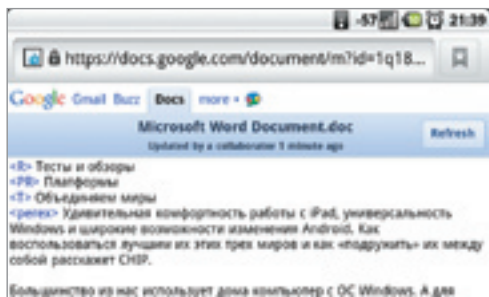 -57 21:39
https://docs.google.com/document/m?id=1q18...
Google Gmail Buzz Docs more
Microsoft Word Document.doc
Updated by a collaborator 1 minute ago
Refresh
<R> Тесты и обзоры
<PR> Платформы
<T> Объединяем миры
<perex> Удивительная комфортность работы с iPad, универсальность
Windows и широкие возможности изменения Android. Как
воспользоваться лучшим их этих трех миров и как «подружить» их между
собой расскажет CHIP.
Большинство из нас использует дома компьютер с ОС Windows. А для